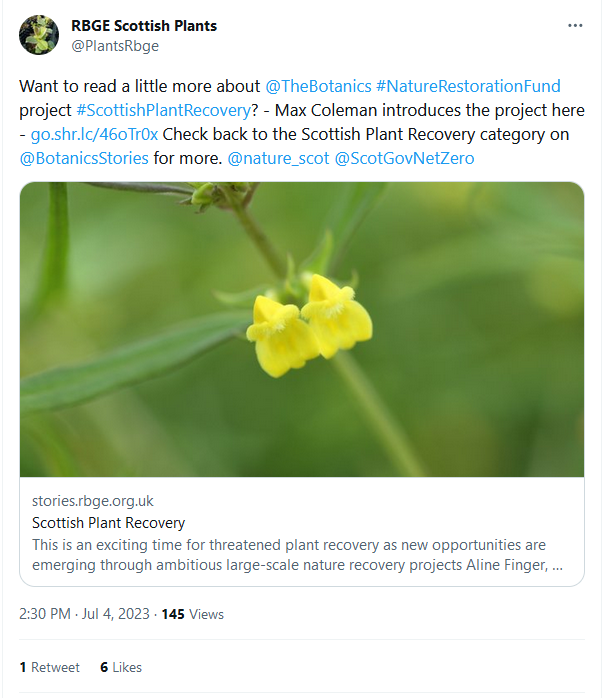 RBGE Scottish Plants
@PlantsRbge
Want to read a little more about @TheBotanics #NatureRestorationFund
project #ScottishPlantRecovery? - Max Coleman introduces the project here
- go.shr.lc/46oTr0x Check back to the Scottish Plant Recovery category on
@BotanicsStories for more. @nature_scot @ScotGovNetZero
stories.rbge.org.uk
Scottish Plant Recovery
This is an exciting time for threatened plant recovery as new opportunities are
emerging through ambitious large-scale nature recovery projects Aline Finger, ...
2:30 PM · Jul 4, 2023 · 145 Views
1 Retweet 6 Likes